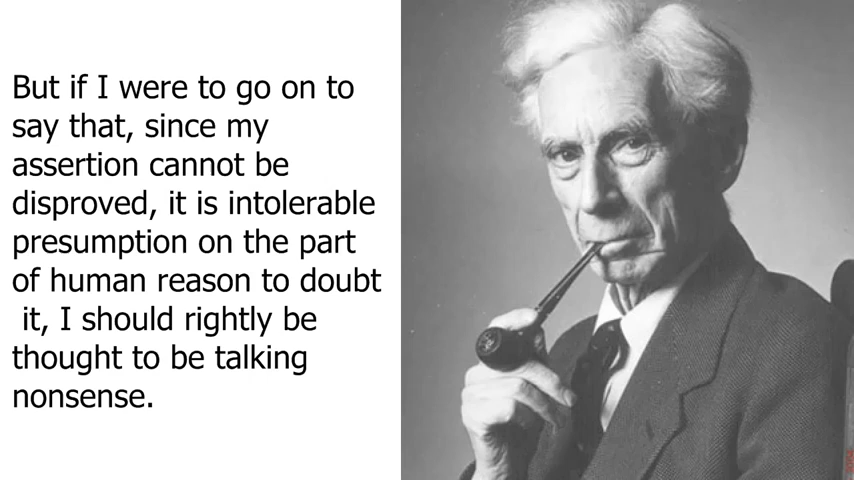 But if I were to go on to
say that, since my
assertion cannot be
disproved, it is intolerable
presumption on the part
of human reason to doubt
it, I should rightly be
thought to be talking
nonsense.